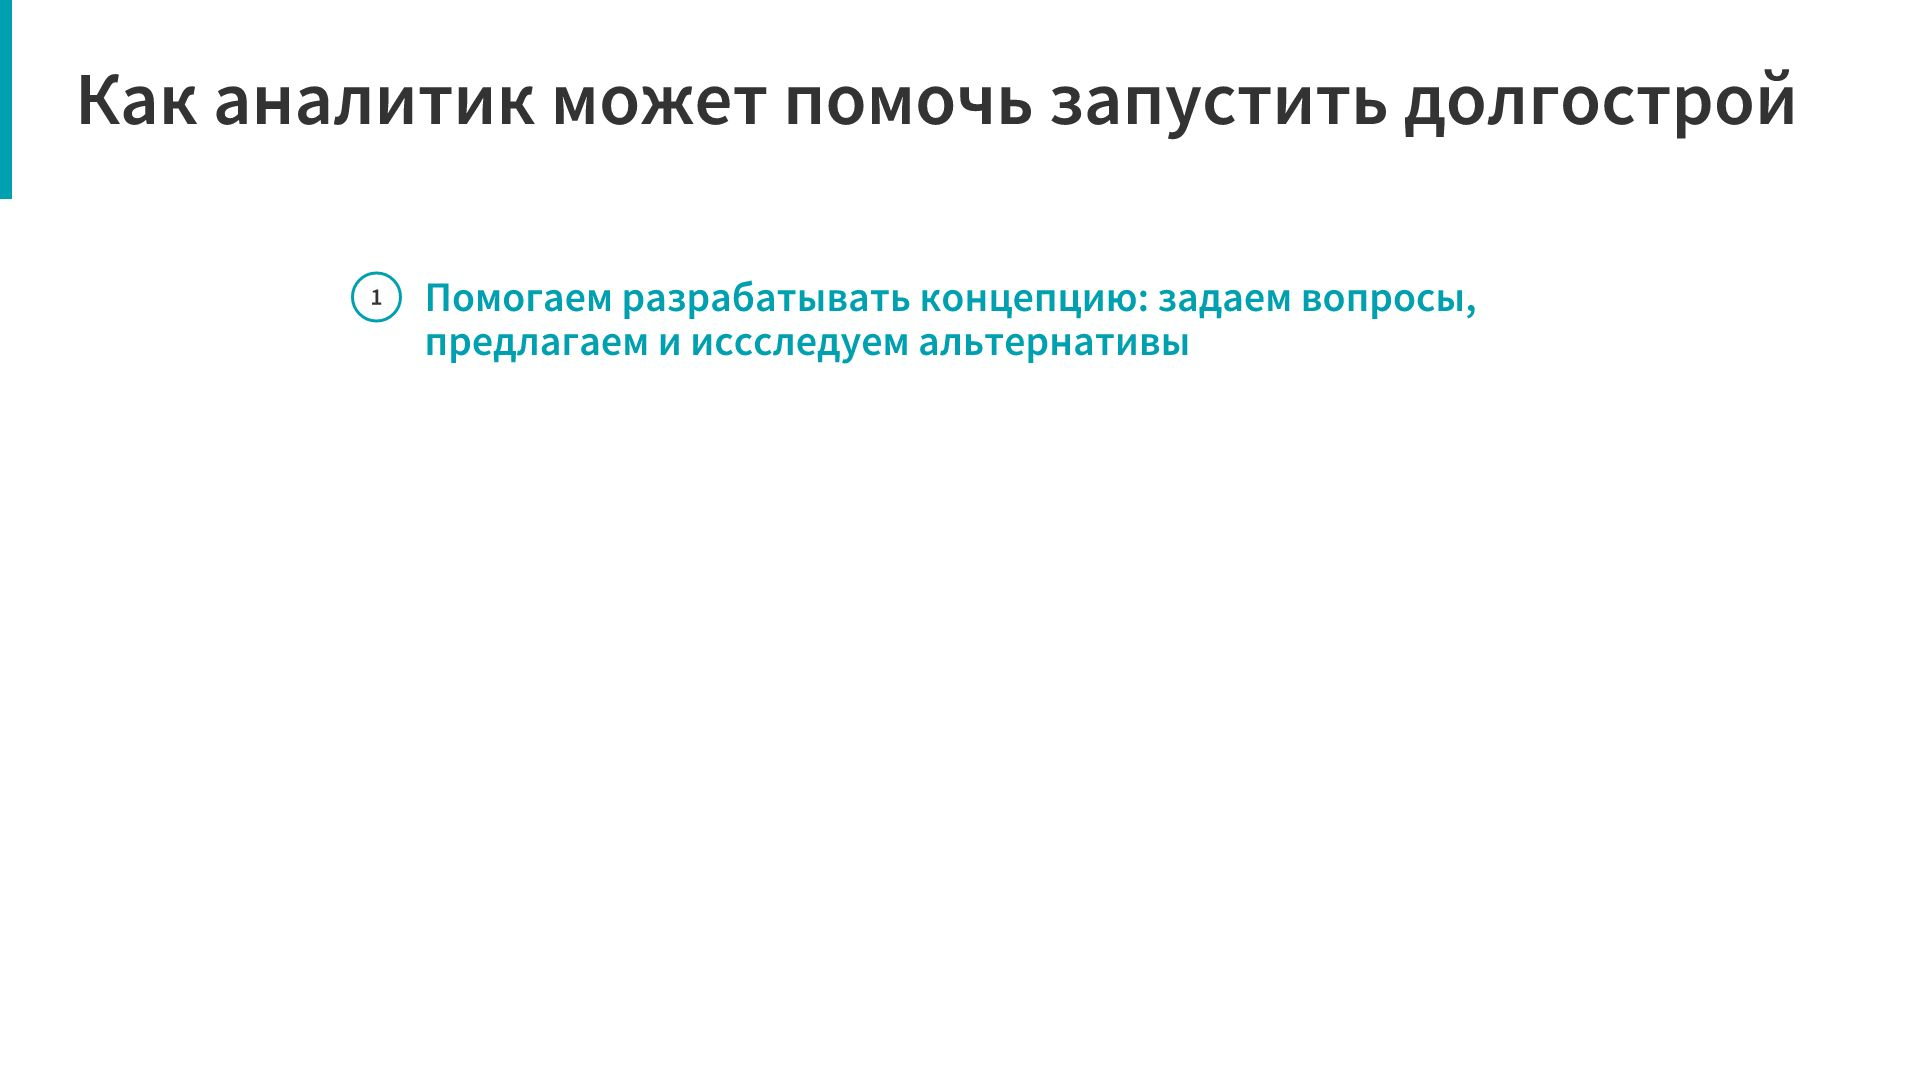 Как аналитик может помочь запустить долгострой
1 Помогаем разрабатывать концепцию: задаем вопросы,
предлагаем и иссследуем альтернативы